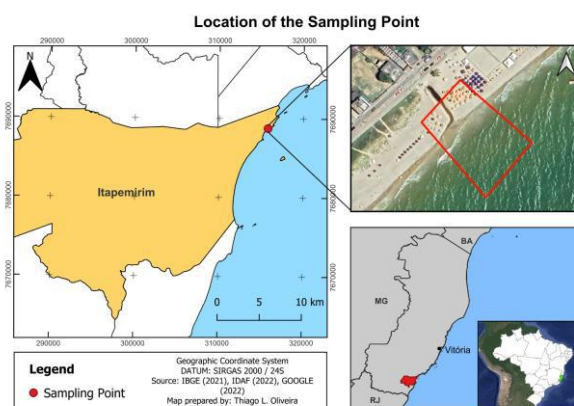 Location of the Sampling Point
290000
300000
310000
320000
N
7690000
7690000
Itapemirim
7680000
7680000
7670000
7670000
0 5 10 km
290000
300000
310000
320000
BA
MG
Vitória
RJ
Legend
Sampling Point
Geographic Coordinate System
DATUM: SIRGAS 2000 / 24S
Source: IBGE (2021), IDAF (2022), GOOGLE
(2022)
Map prepared by: Thiago L. Oliveira